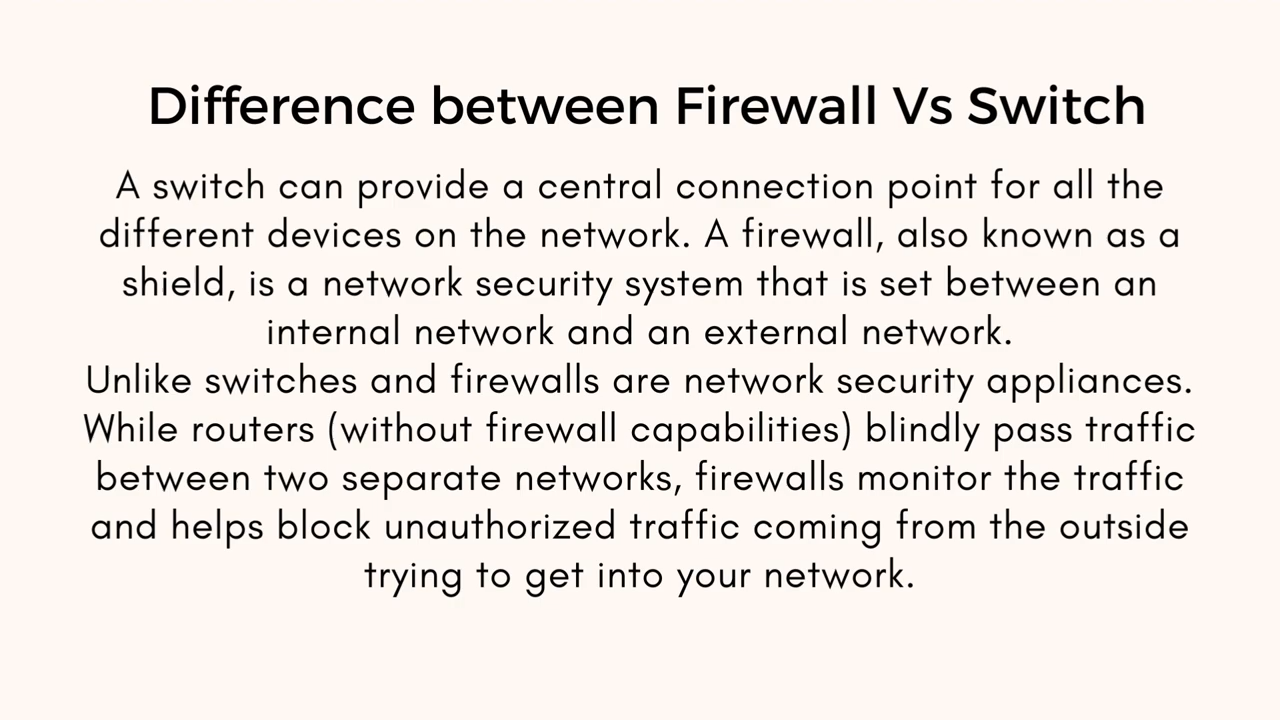 Difference between Firewall Vs Switch
A switch can provide a central connection point for all the
different devices on the network. A firewall, also known as a
shield, is a network security system that is set between an
internal network and an external network.
Unlike switches and firewalls are network security appliances.
While routers (without firewall capabilities) blindly pass traffic
between two separate networks, firewalls monitor the traffic
and helps block unauthorized traffic coming from the outside
trying to get into your network.